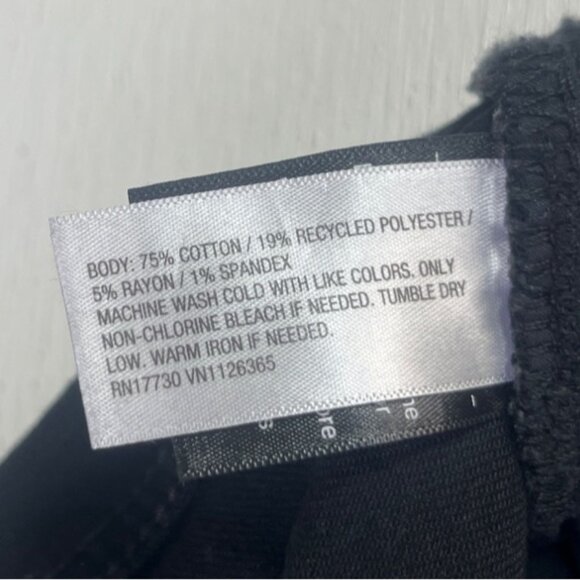 BODY: 75% COTTON / 19% RECYCLED POLYESTER /
5% RAYON / 1% SPANDEX
MACHINE WASH COLD WITH LIKE COLORS. ONLY
NON-CHLORINE BLEACH IF NEEDED. TUMBLE DRY
LOW. WARM IRON IF NEEDED.
RN17730 VN1126365